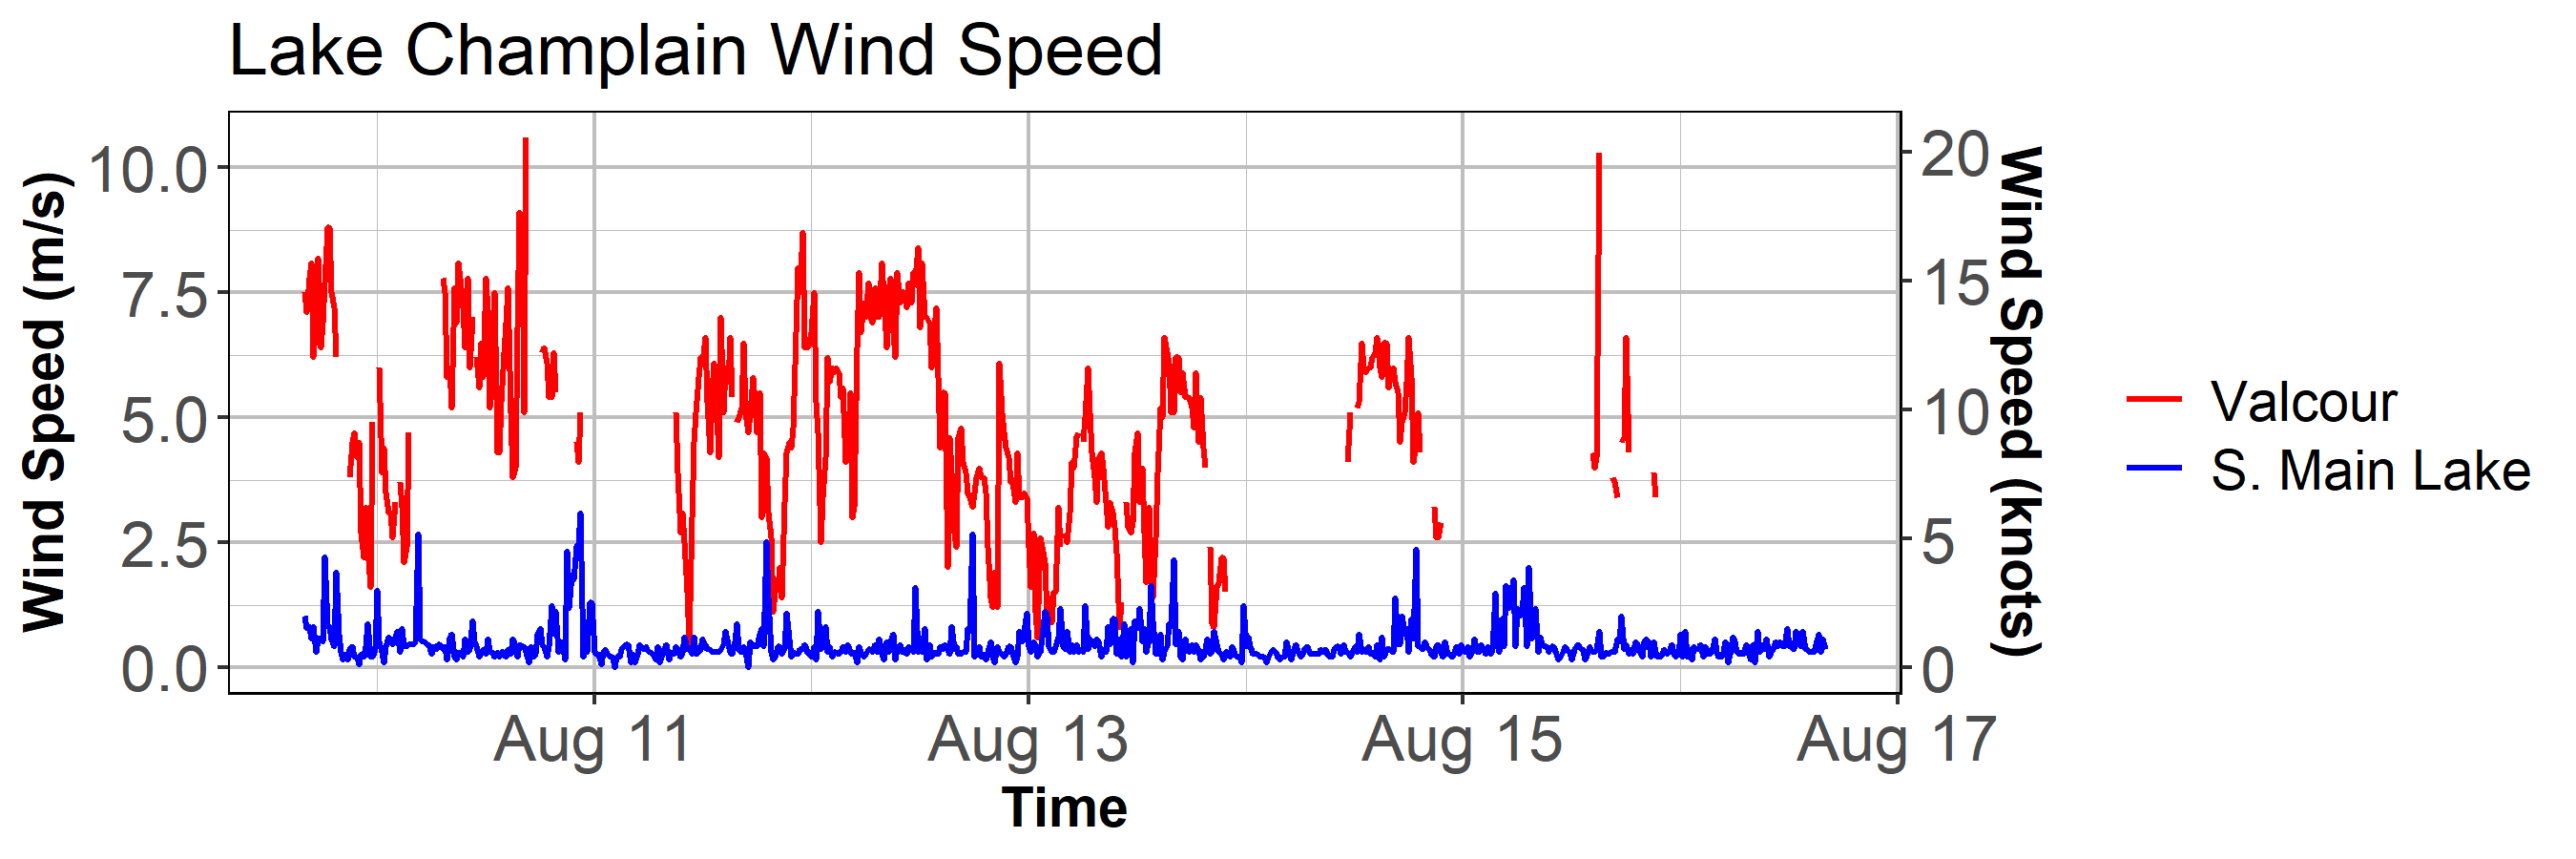 Lake Champlain Wind Speed
Wind Speed (m/s)
10.0
7.5
5.0
2.5
0.0
20
15
10
5
0
Wind Speed (knots)
Aug 11
Aug 13
Aug 15
Aug 17
Time
Valcour
S. Main Lake